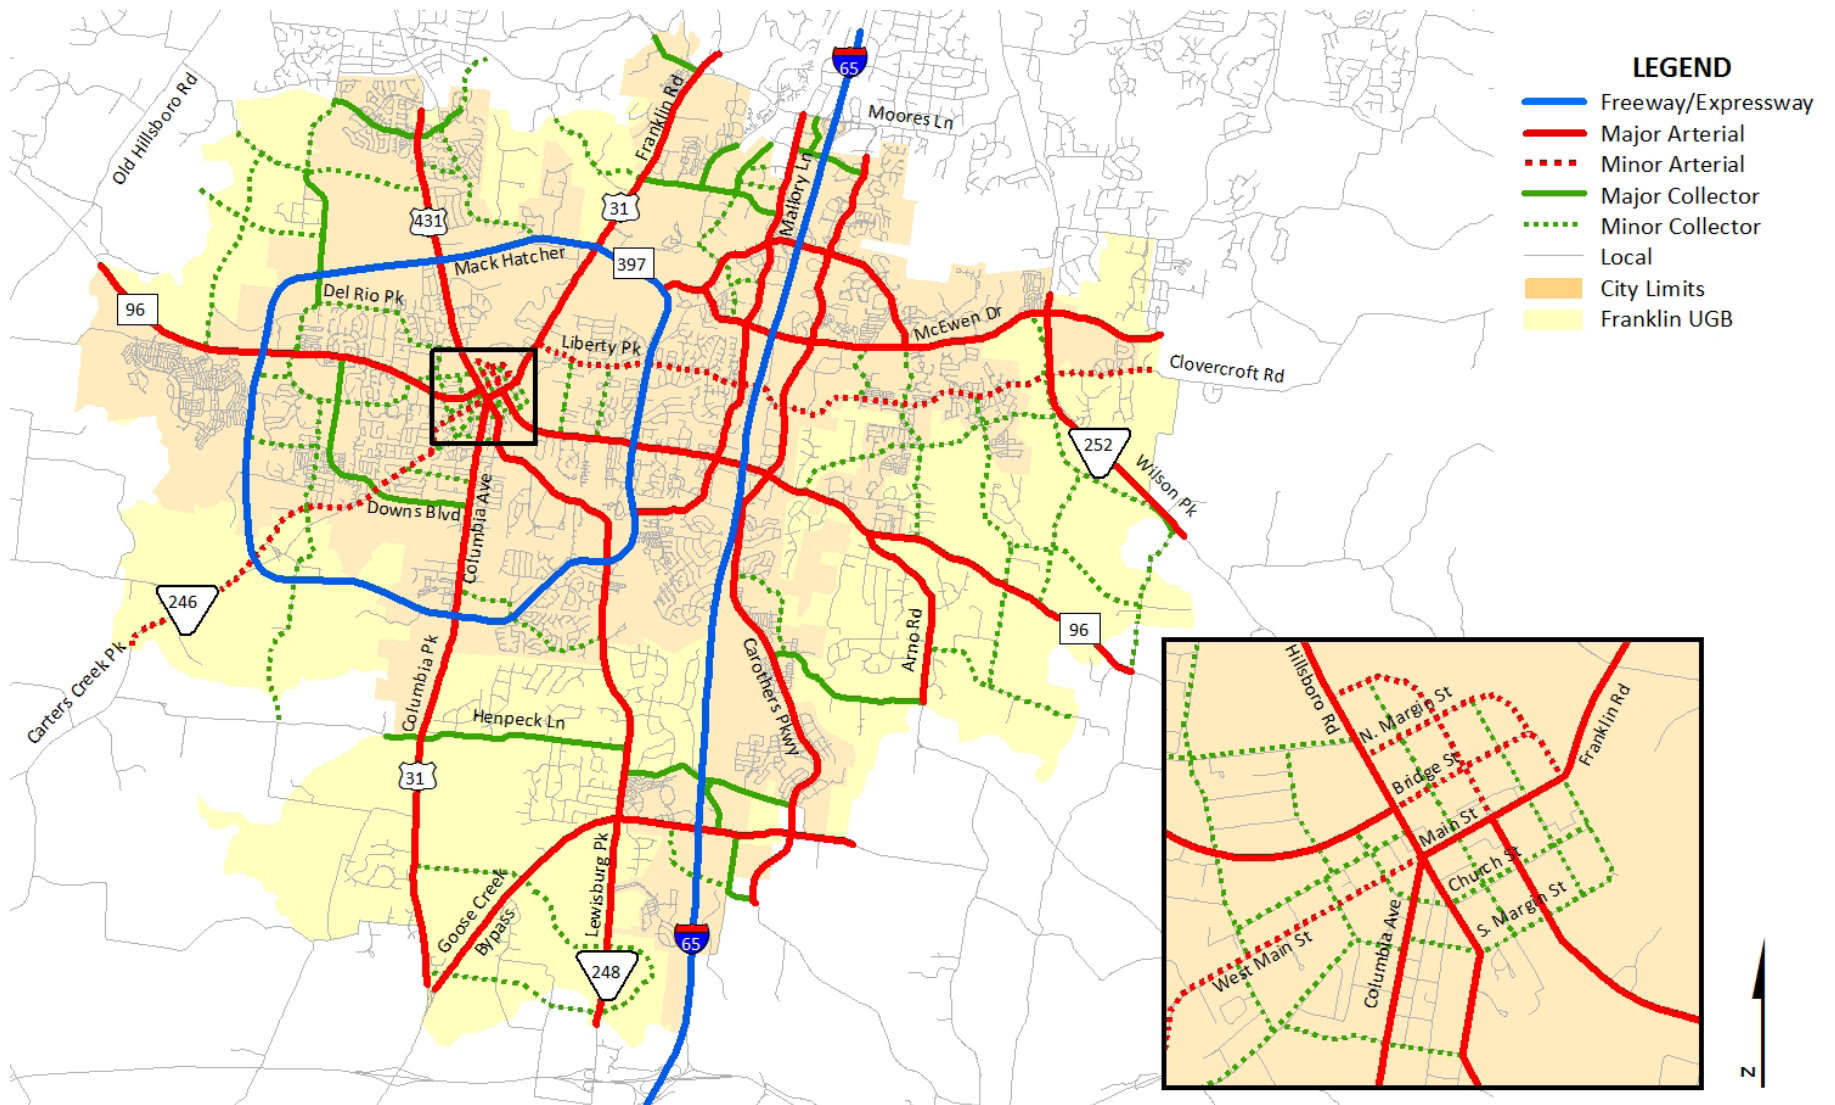 65
Moores Ln
Old Hillsboro Rd
Franklin Rd
Mallory Ln
431
31
Mack Hatcher
397
Del Rio Pk
96
Liberty Pk
McEwen Dr
Clovercroft Rd
252
Wilson Pk
Downs Blvd
Columbia Ave
246
Carters Creek Pk
Columbia Pk
Arno Rd
96
Carothers Pkwy
Henpeck Ln
31
Goose Creek
Bypass
Lewisburg Pk
65
248
LEGEND
Freeway/Expressway
Major Arterial
Minor Arterial
Major Collector
Minor Collector
Local
City Limits
Franklin UGB
Hillsboro Rd
N. Margin St
Franklin Rd
Bridge St
Main St
Church St
S. Margin St
West Main St
Columbia Ave
N